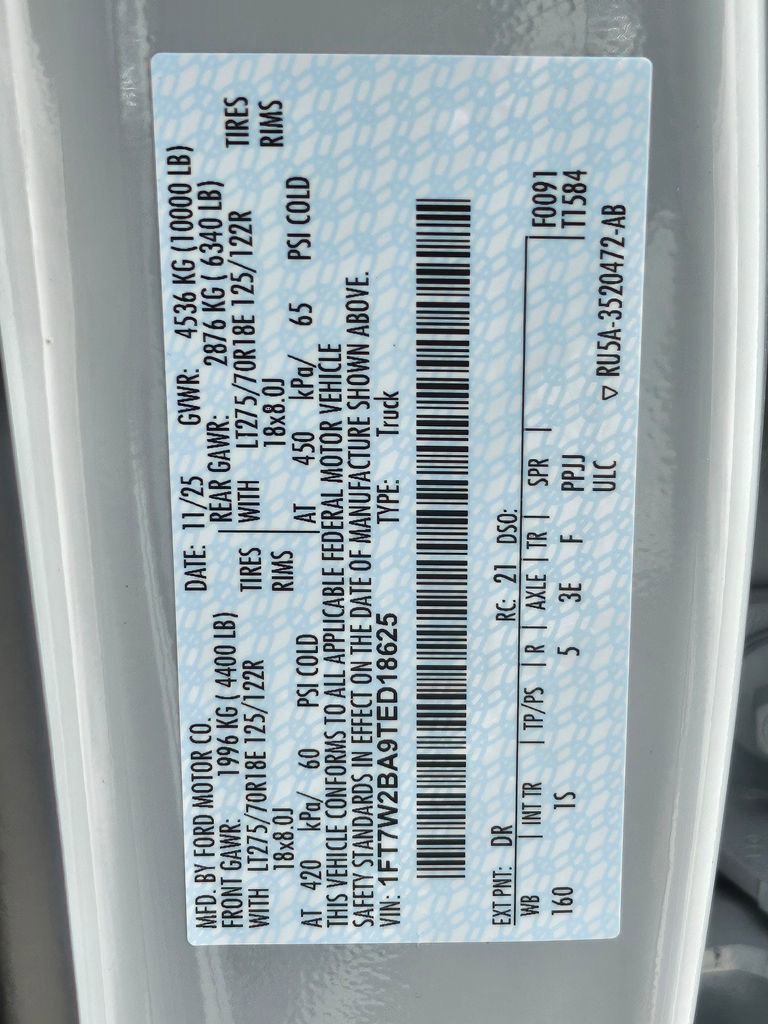 MFD. BY FORD MOTOR CO. DATE: 11/25 GVWR: 4536 KG (10000 LB)
FRONT GAWR: 1996 KG ( 4400 LB) REAR GAWR: 2876 KG ( 6340 LB)
WITH LT275/70R18E 125/122R TIRES WITH LT275/70R18E 125/122R TIRES
18x8.0J RIMS 18x8.0J RIMS
AT 420 kPa/ 60 PSI COLD AT 450 kPa/ 65 PSI COLD
THIS VEHICLE CONFORMS TO ALL APPLICABLE FEDERAL MOTOR VEHICLE
SAFETY STANDARDS IN EFFECT ON THE DATE OF MANUFACTURE SHOWN ABOVE.
VIN: 1FT7W2BA9TED18625 TYPE: Truck
EXT PNT: DR RC: 21 DSO:
WB INT TR TP/PS R AXLE TR SPR F0091
160 1S 5 3E F PPJJ T1584
ULC
▽ RU5A-3520472-AB